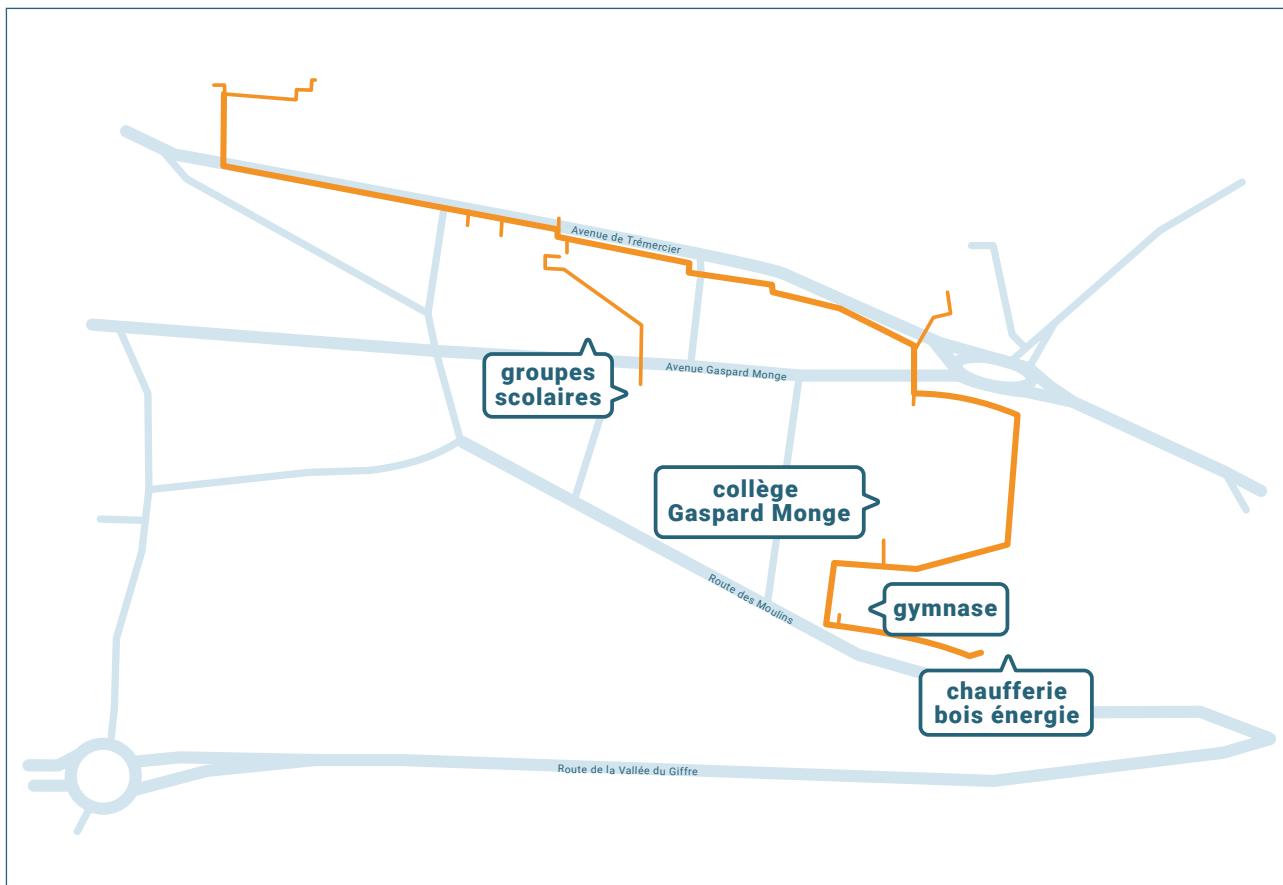 Avenue de Trémercier
groupes
scolaires
Avenue Gaspard Monge
collège
Gaspard Monge
Route des Moulins
gymnase
chaufferie
bois énergie
Route de la Vallée du Giffre